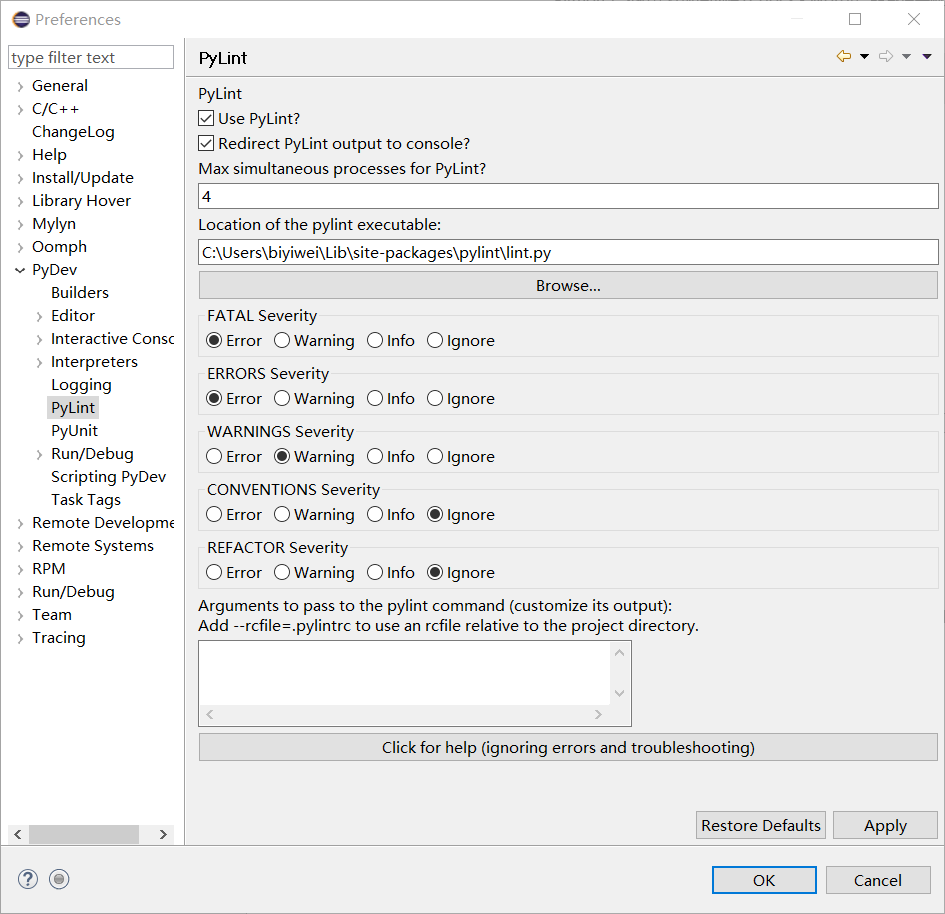 Preferences
type filter text
General
C/C++
ChangeLog
Help
Install/Update
Library Hover
Mylyn
Oomph
PyDev
Builders
Editor
Interactive Consc
Interpreters
Logging
PyLint
PyUnit
Run/Debug
Scripting PyDev
Task Tags
Remote Developme
Remote Systems
RPM
Run/Debug
Team
Tracing
PyLint
PyLint
Use PyLint?
Redirect PyLint output to console?
Max simultaneous processes for PyLint?
4
Location of the pylint executable:
C:\Users\biyiwei\Lib\site-packages\pylint\lint.py
Browse...
FATAL Severity
Error Warning Info Ignore
ERRORS Severity
Error Warning Info Ignore
WARNINGS Severity
Error Warning Info Ignore
CONVENTIONS Severity
Error Warning Info Ignore
REFACTOR Severity
Error Warning Info Ignore
Arguments to pass to the pylint command (customize its output):
Add --rcfile=.pylintrc to use an rcfile relative to the project directory.
Click for help (ignoring errors and troubleshooting)
Restore Defaults Apply
OK Cancel